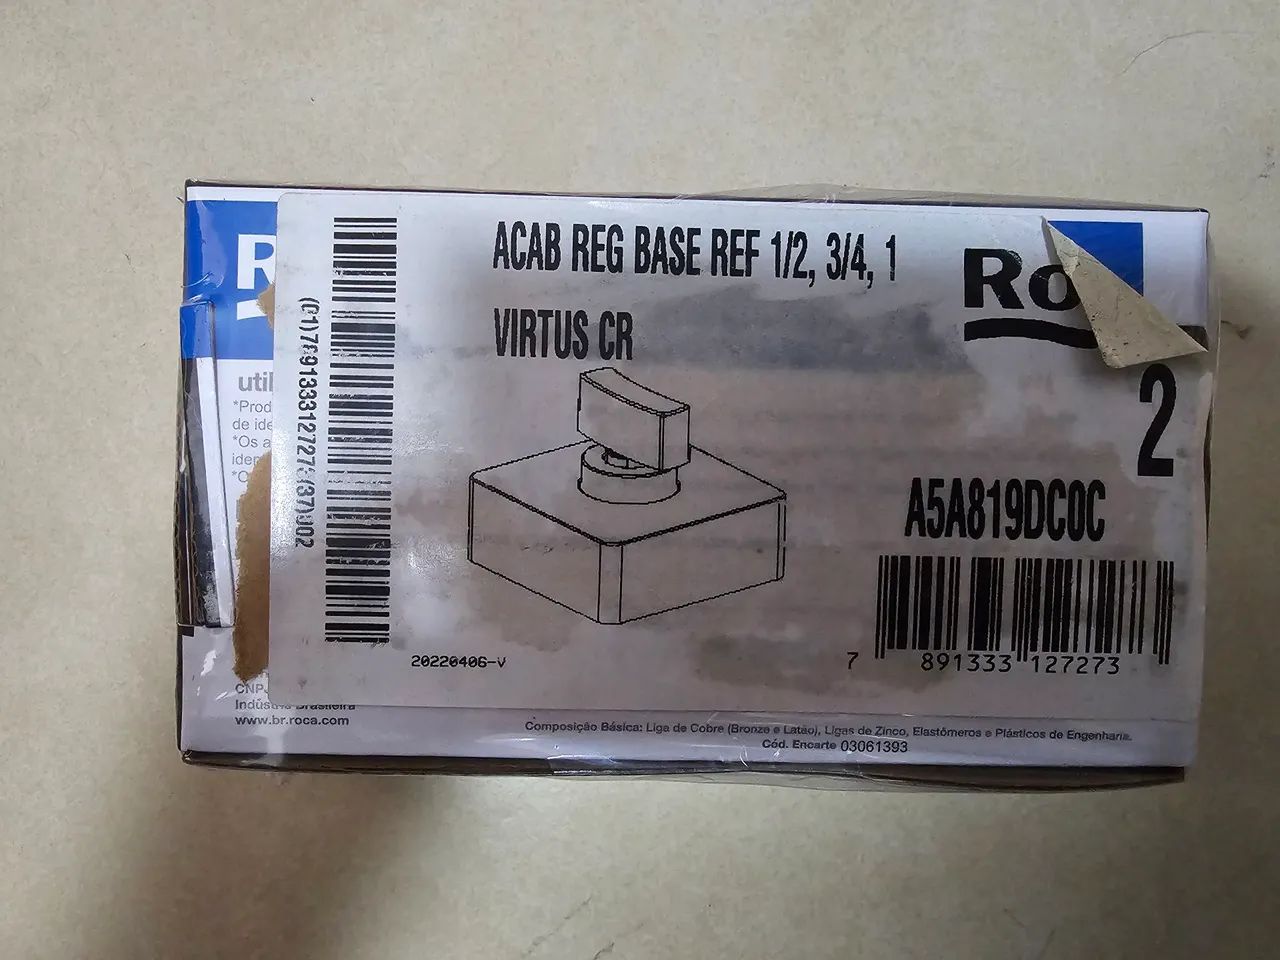 ACAB REG BASE REF 1/2, 3/4, 1
VIRTUS CR
Ro
2
A5A819DC0C
7 891333 127273
20220406-V
R
util
*Prod
de ide
*Os a
iden
*C
CNPJ
Indústria Brasileira
www.br.roca.com
Composição Básica: Liga de Cobre (Bronze e Latão), Ligas de Zinco, Elastômeros e Plásticos de Engenharia.
Cód. Encarte 03061393